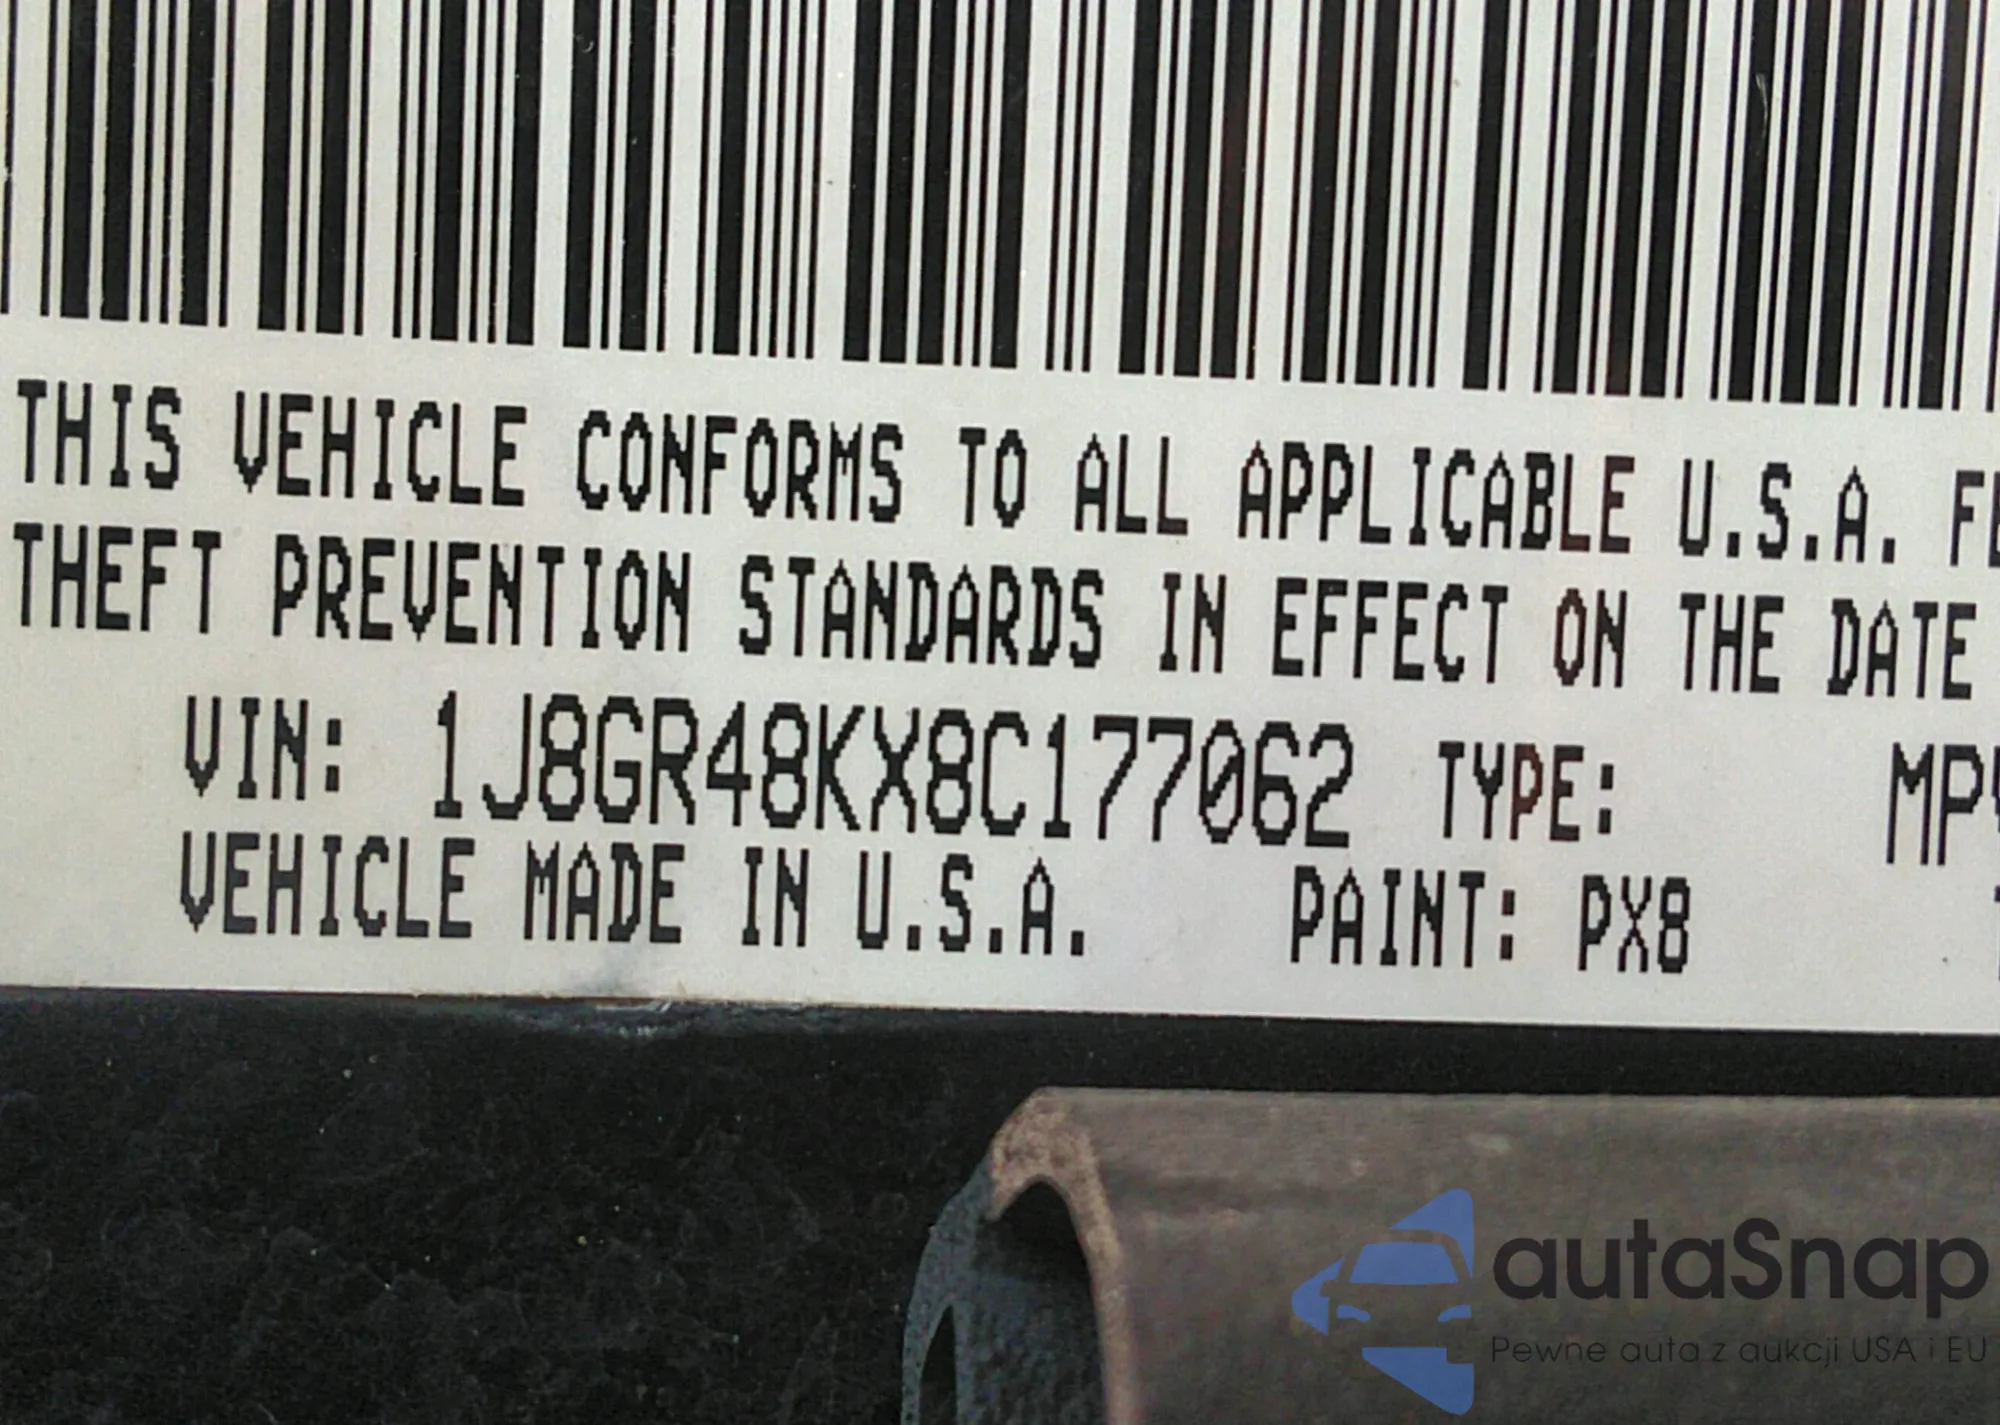 THIS VEHICLE CONFORMS TO ALL APPLICABLE U.S.A.
THEFT PREVENTION STANDARDS IN EFFECT ON THE DATE
VIN: 1J8GR48KX8C177062 TYPE: MP
VEHICLE MADE IN U.S.A. PAINT: PX8
autaSnap
Pewne auta z aukcji USA i EU